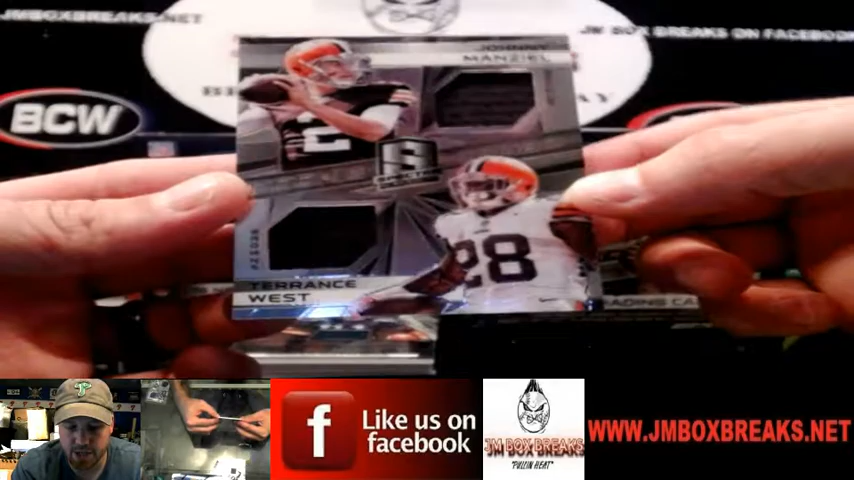 JMBOXBREAKS.NET
JM BOX BREAKS ON FACEBOOK
BCW
JOHNNY
MANZIEL
2
28
TERRANCE
WEST
f
Like us on
facebook
JM BOX BREAKS
"PULLIN HEAT"
WWW.JMBOXBREAKS.NET